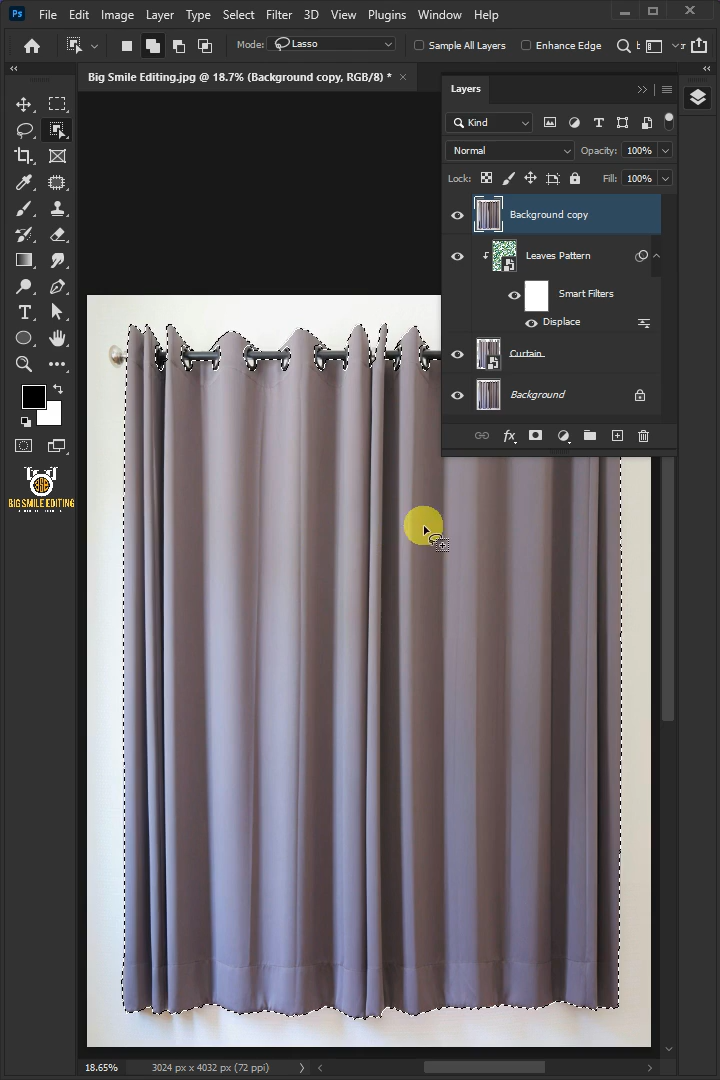 Ps File Edit Image Layer Type Select Filter 3D View Plugins Window Help
Mode: Lasso Sample All Layers Enhance Edge
Big Smile Editing.jpg @ 18.7% (Background copy, RGB/8) *
Layers
Kind
Normal Opacity: 100%
Lock: Fill: 100%
Background copy
Leaves Pattern
Smart Filters
Displace
Curtain
Background
BIG SMILE EDITING
18.65% 3024 px x 4032 px (72 ppi)